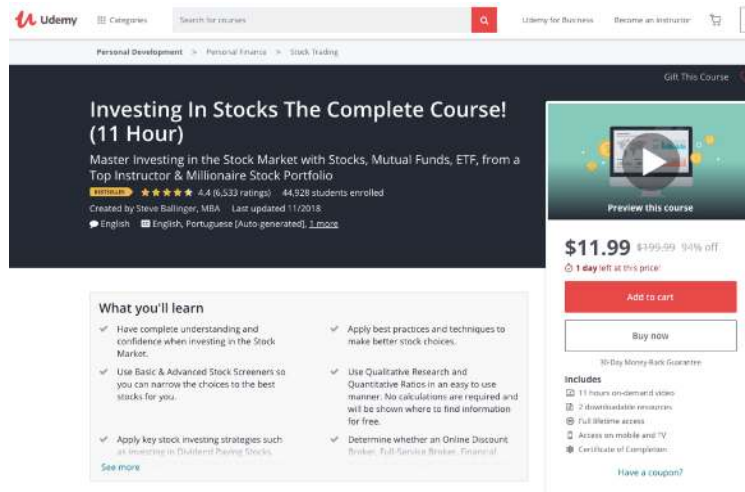 Udemy
Categories
Search for courses
Udemy for Business
Become an Instructor
Personal Development > Personal Finance > Stock Trading
Gift This Course
Investing In Stocks The Complete Course!
(11 Hour)
Master Investing in the Stock Market with Stocks, Mutual Funds, ETF, from a
Top Instructor & Millionaire Stock Portfolio
BESTSELLER 4.4 (6,533 ratings) 44,928 students enrolled
Created by Steve Ballinger, MBA Last updated 11/2018
English English, Portuguese [Auto-generated], 1 more
Preview this course
$11.99 $199.99 94% off
1 day left at this price!
Add to cart
Buy now
30-Day Money-Back Guarantee
Includes
11 hours on-demand video
2 downloadable resources
Full lifetime access
Access on mobile and TV
Certificate of Completion
Have a coupon?
What you'll learn
Have complete understanding and
confidence when investing in the Stock
Market.
Use Basic & Advanced Stock Screeners so
you can narrow the choices to the best
stocks for you.
Apply key stock investing strategies such
as investing in Dividend Paying Stocks,
Apply best practices and techniques to
make better stock choices.
Use Qualitative Research and
Quantitative Ratios in an easy to use
manner. No calculations are required and
will be shown where to find information
for free.
Determine whether an Online Discount
Broker, Full-Service Broker, Financial
See more